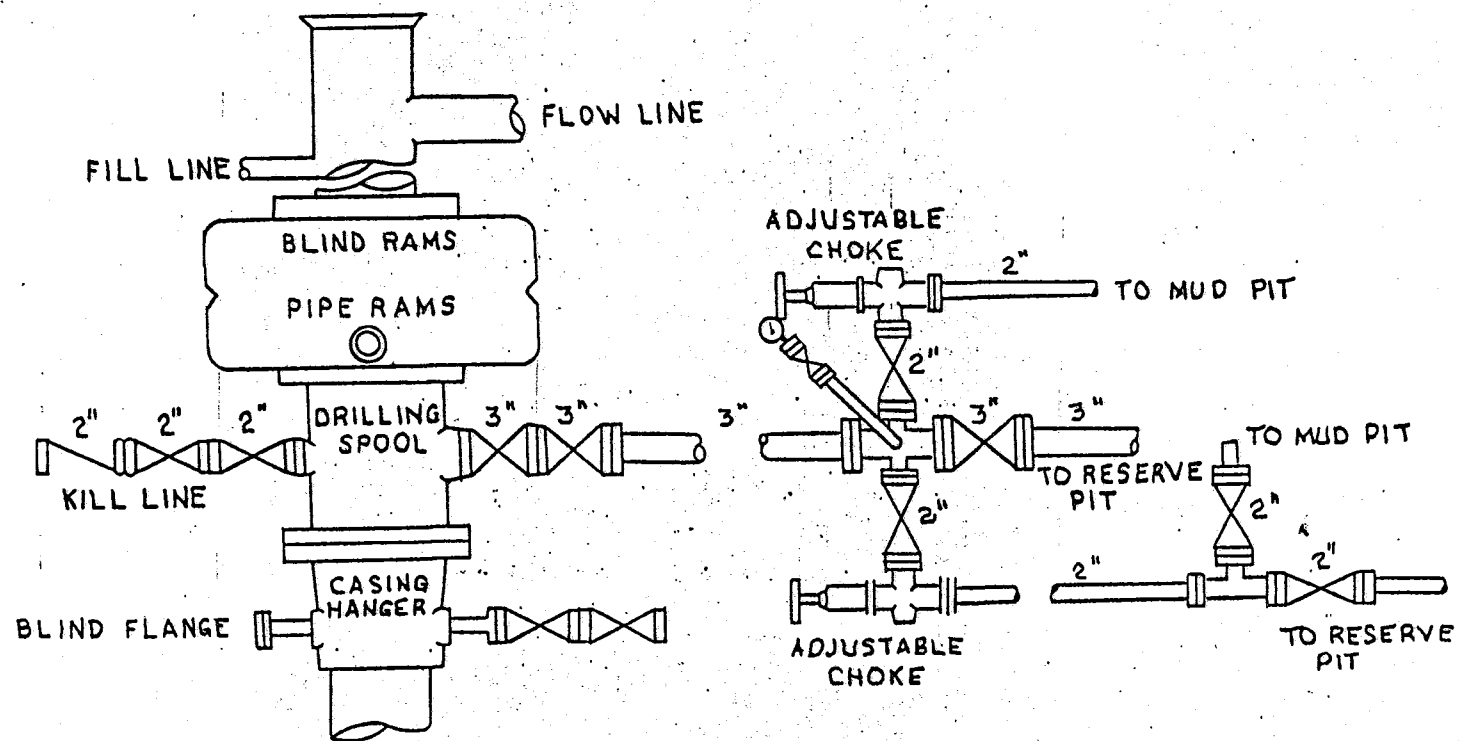 FLOW LINE
FILL LINE
BLIND RAMS
PIPE RAMS
2" 2" 2"
DRILLING
SPOOL
3" 3"
3"
KILL LINE
CASING
HANGER
BLIND FLANGE
ADJUSTABLE
CHOKE
2"
TO MUD PIT
2"
3" 3"
TO RESERVE
PIT
2"
ADJUSTABLE
CHOKE
TO MUD PIT
2"
2"
2"
TO RESERVE
PIT